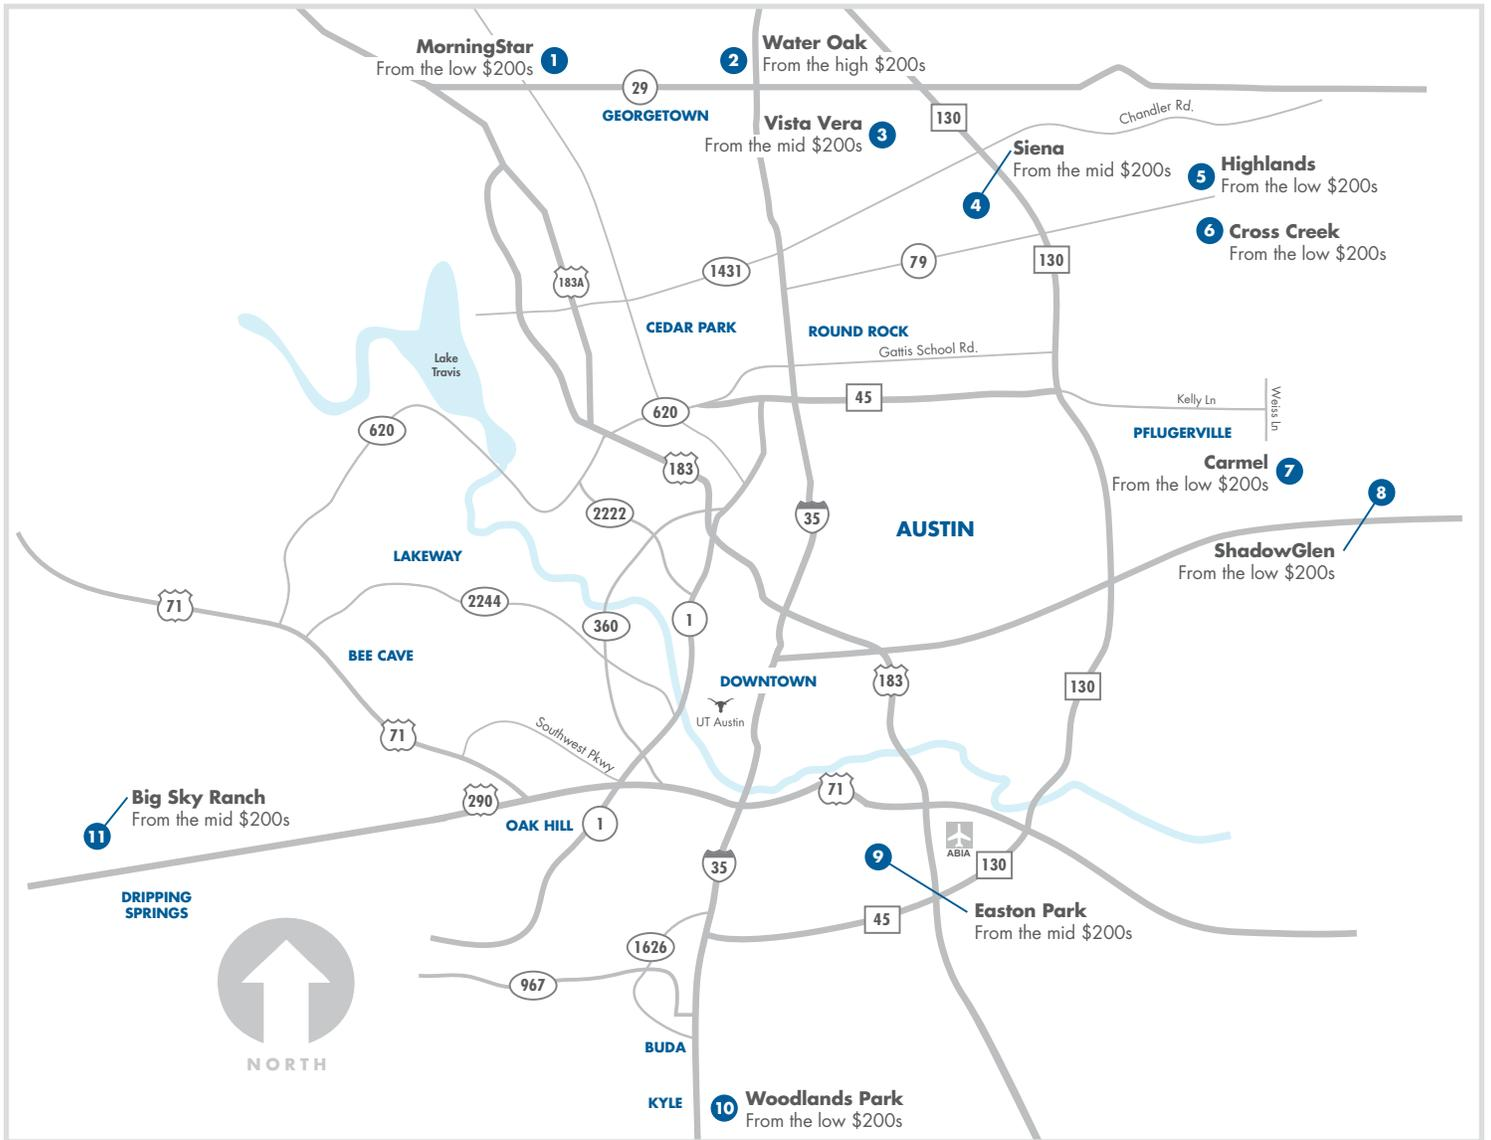 MorningStar
From the low $200s
1
2
Water Oak
From the high $200s
29
GEORGETOWN
Vista Vera
From the mid $200s
3
130
Chandler Rd.
Siena
From the mid $200s
4
5
Highlands
From the low $200s
6
Cross Creek
From the low $200s
183A
1431
79
130
CEDAR PARK
ROUND ROCK
Gattis School Rd.
Lake
Travis
620
45
Kelly Ln
Weiss Ln
620
PFLUGERVILLE
183
Carmel
From the low $200s
7
8
2222
35
AUSTIN
LAKEWAY
ShadowGlen
From the low $200s
71
2244
360
1
BEE CAVE
DOWNTOWN
183
130
UT Austin
71
Southwest Pkwy
290
71
Big Sky Ranch
From the mid $200s
11
OAK HILL
1
ABIA
9
35
130
DRIPPING
SPRINGS
45
Easton Park
From the mid $200s
1626
967
NORTH
BUDA
KYLE
10
Woodlands Park
From the low $200s